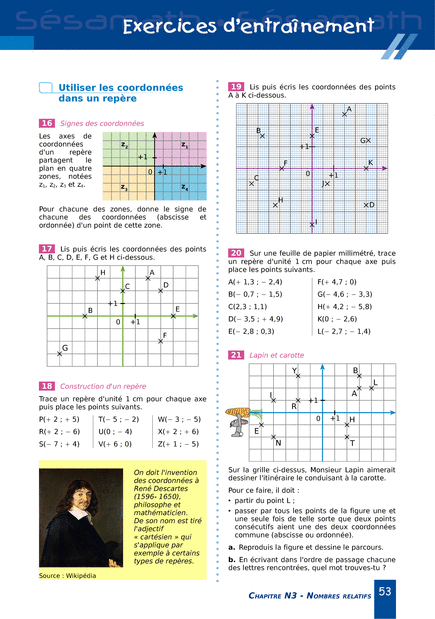 Sésamath
Sésamath
Exercices d'entraînement
Utiliser les coordonnées
dans un repère
16 Signes des coordonnées
Les axes de
coordonnées
d'un repère
partagent le
plan en quatre
zones, notées
z1, z2, z3 et z4.
z2 z1
+1
0 +1
z3 z4
Pour chacune des zones, donne le signe de
chacune des coordonnées (abscisse et
ordonnée) d'un point de cette zone.
17 Lis puis écris les coordonnées des points
A, B, C, D, E, F, G et H ci-dessous.
H A
C D
+1
B E
0 +1
F
G
18 Construction d'un repère
Trace un repère d'unité 1 cm pour chaque axe
puis place les points suivants.
P(+ 2 ; + 5) T(− 5 ; − 2) W(− 3 ; − 5)
R(+ 2 ; − 6) U(0 ; − 4) X(+ 2 ; + 6)
S(− 7 ; + 4) V(+ 6 ; 0) Z(+ 1 ; − 5)
On doit l'invention
des coordonnées à
René Descartes
(1596- 1650),
philosophe et
mathématicien.
De son nom est tiré
l'adjectif
« cartésien » qui
s'applique par
exemple à certains
types de repères.
Source : Wikipédia
19 Lis puis écris les coordonnées des points
A à K ci-dessous.
A
B E
+1 G
F K
0 +1
C J
H D
I
20 Sur une feuille de papier millimétré, trace
un repère d'unité 1 cm pour chaque axe puis
place les points suivants.
A(+ 1,3 ; − 2,4) F(+ 4,7 ; 0)
B(− 0,7 ; − 1,5) G(− 4,6 ; − 3,3)
C(2,3 ; 1,1) H(+ 4,2 ; − 5,8)
D(− 3,5 ; + 4,9) K(0 ; − 2,6)
E(− 2,8 ; 0,3) L(− 2,7 ; − 1,4)
21 Lapin et carotte
Y B
L
I A
R +1
0 +1 H
E
N T
Sur la grille ci-dessus, Monsieur Lapin aimerait
dessiner l'itinéraire le conduisant à la carotte.
Pour ce faire, il doit :
• partir du point L ;
• passer par tous les points de la figure une et
une seule fois de telle sorte que deux points
consécutifs aient une des deux coordonnées
commune (abscisse ou ordonnée).
a. Reproduis la figure et dessine le parcours.
b. En écrivant dans l'ordre de passage chacune
des lettres rencontrées, quel mot trouves-tu ?
CHAPITRE N3 - NOMBRES RELATIFS 53